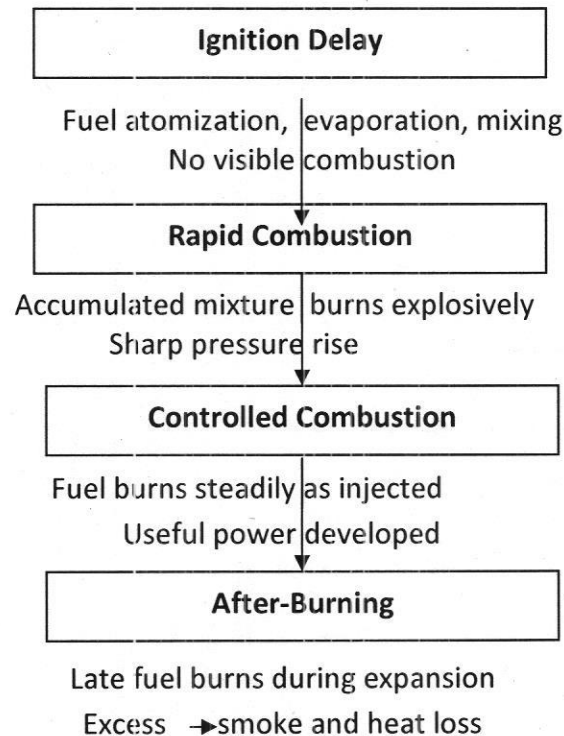 Ignition Delay
Fuel atomization, evaporation, mixing
No visible combustion
Rapid Combustion
Accumulated mixture burns explosively
Sharp pressure rise
Controlled Combustion
Fuel burns steadily as injected
Useful power developed
After-Burning
Late fuel burns during expansion
Excess → smoke and heat loss